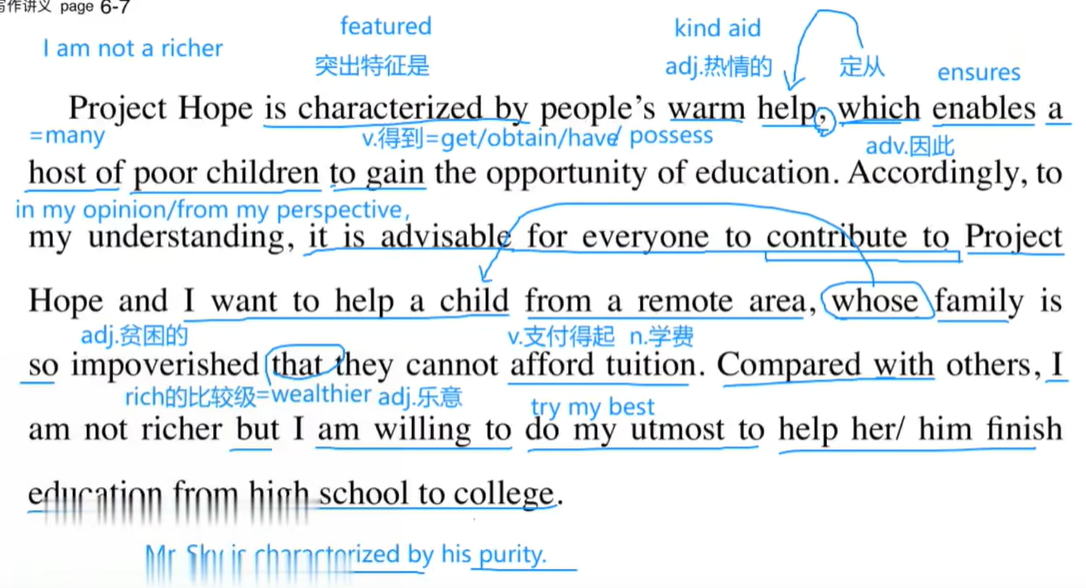 写作讲义 page 6-7
featured kind aid
I am not a richer
突出特征是 adj.热情的 定从 ensures
Project Hope is characterized by people's warm help, which enables a
=many v.得到=get/obtain/have/ possess adv.因此
host of poor children to gain the opportunity of education. Accordingly, to
in my opinion/from my perspective,
my understanding, it is advisable for everyone to contribute to Project
Hope and I want to help a child from a remote area, whose family is
adj.贫困的 v.支付得起 n.学费
so impoverished that they cannot afford tuition. Compared with others, I
rich的比较级=wealthier adj.乐意 try my best
am not richer but I am willing to do my utmost to help her/ him finish
education from high school to college.
Mr is characterized by his purity.